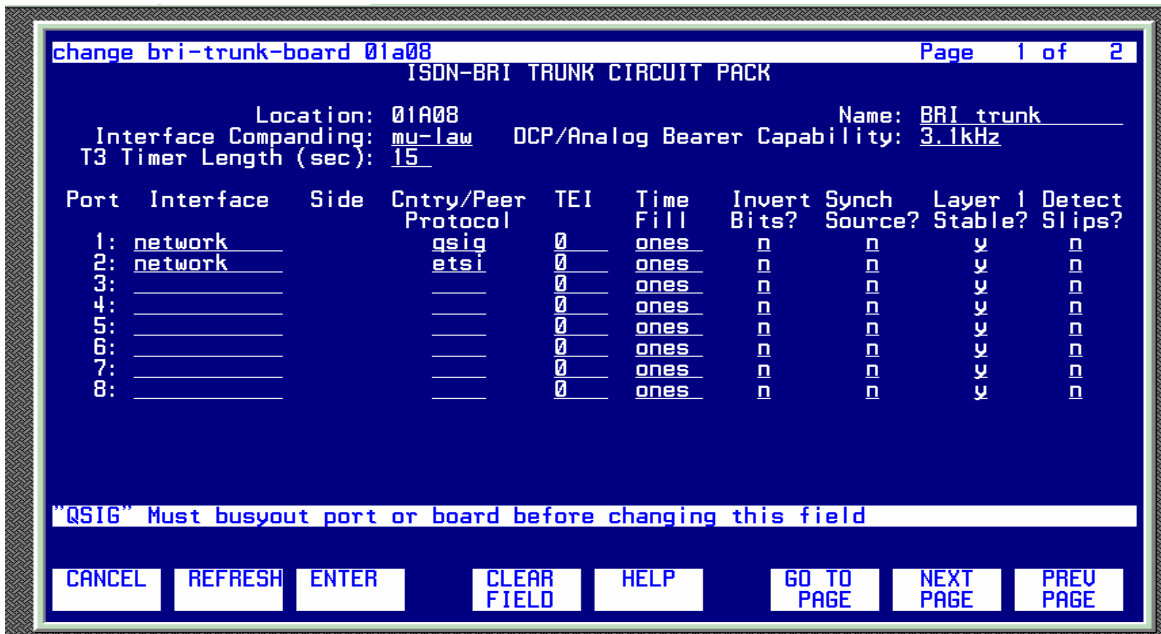 change bri-trunk-board 01a08 Page 1 of 2
ISDN-BRI TRUNK CIRCUIT PACK
Location: 01A08 Name: BRI trunk
Interface Companding: mu-law DCP/Analog Bearer Capability: 3.1kHz
T3 Timer Length (sec): 15
Port Interface Side Cntry/Peer TEI Time Invert Synch Layer 1 Detect
Protocol Fill Bits? Source? Stable? Slips?
1: network qsig 0 ones n n y n
2: network etsi 0 ones n n y n
3: 0 ones n n y n
4: 0 ones n n y n
5: 0 ones n n y n
6: 0 ones n n y n
7: 0 ones n n y n
8: 0 ones n n y n
"QSIG" Must busyout port or board before changing this field
CANCEL REFRESH ENTER CLEAR HELP GO TO NEXT PREV
FIELD PAGE PAGE PAGE